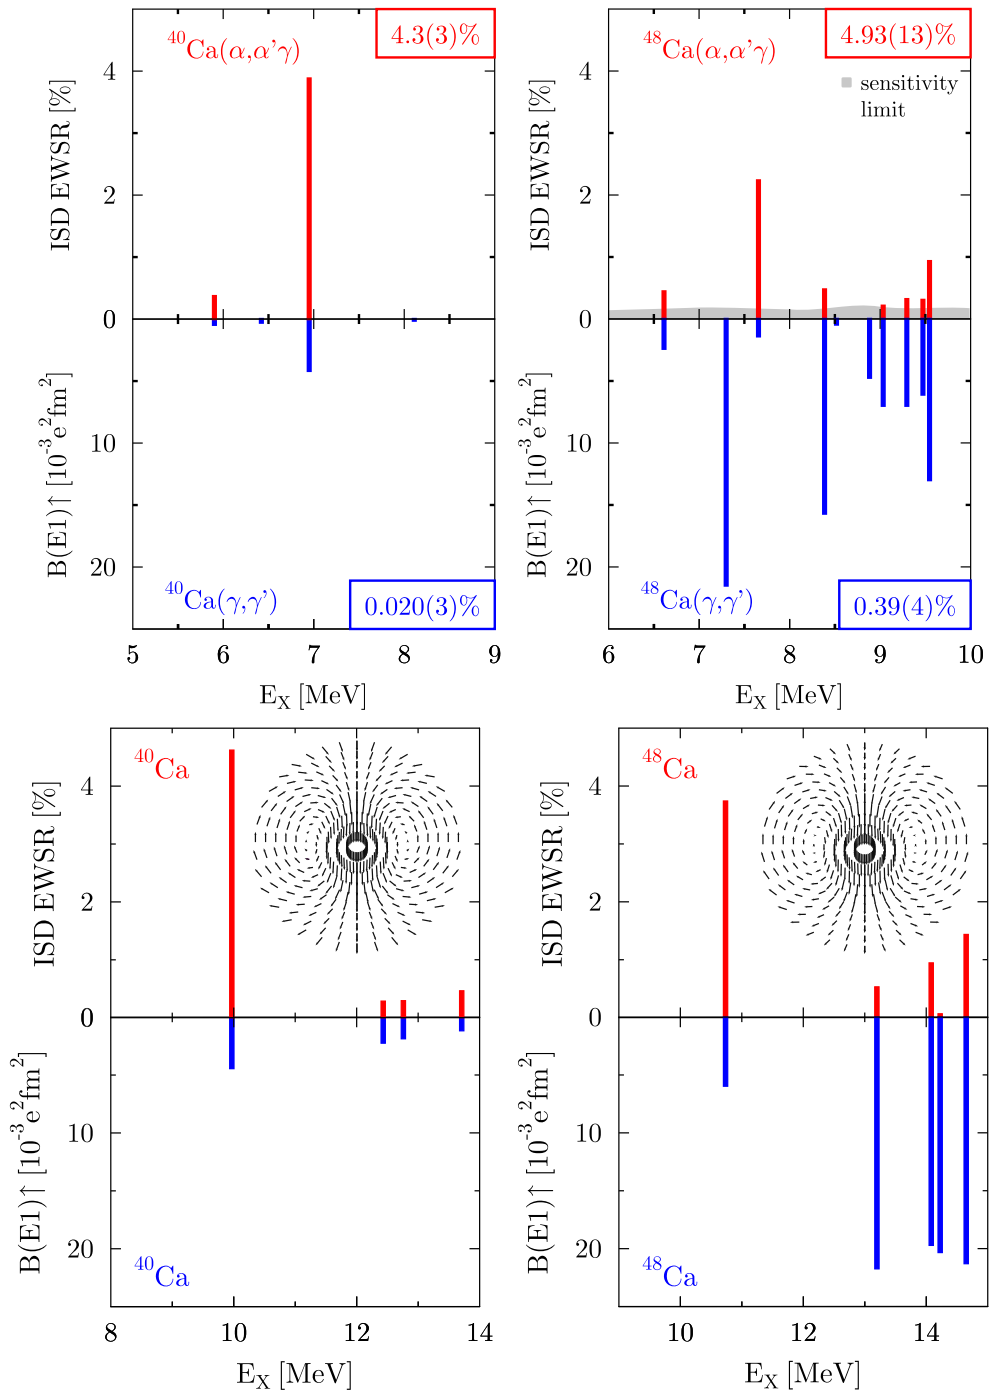 ⁴⁰Ca(α,α’γ)
4.3(3)%
ISD EWSR [%]
4
2
0
10
20
B(E1)↑ [10⁻³e²fm²]
⁴⁰Ca(γ,γ’)
0.020(3)%
5 6 7 8 9
E_X [MeV]
⁴⁸Ca(α,α’γ)
4.93(13)%
sensitivity
limit
ISD EWSR [%]
4
2
0
10
20
B(E1)↑ [10⁻³e²fm²]
⁴⁸Ca(γ,γ’)
0.39(4)%
6 7 8 9 10
E_X [MeV]
⁴⁰Ca
ISD EWSR [%]
4
2
0
10
20
B(E1)↑ [10⁻³e²fm²]
⁴⁰Ca
8 10 12 14
E_X [MeV]
⁴⁸Ca
ISD EWSR [%]
4
2
0
10
20
B(E1)↑ [10⁻³e²fm²]
⁴⁸Ca
10 12 14
E_X [MeV]